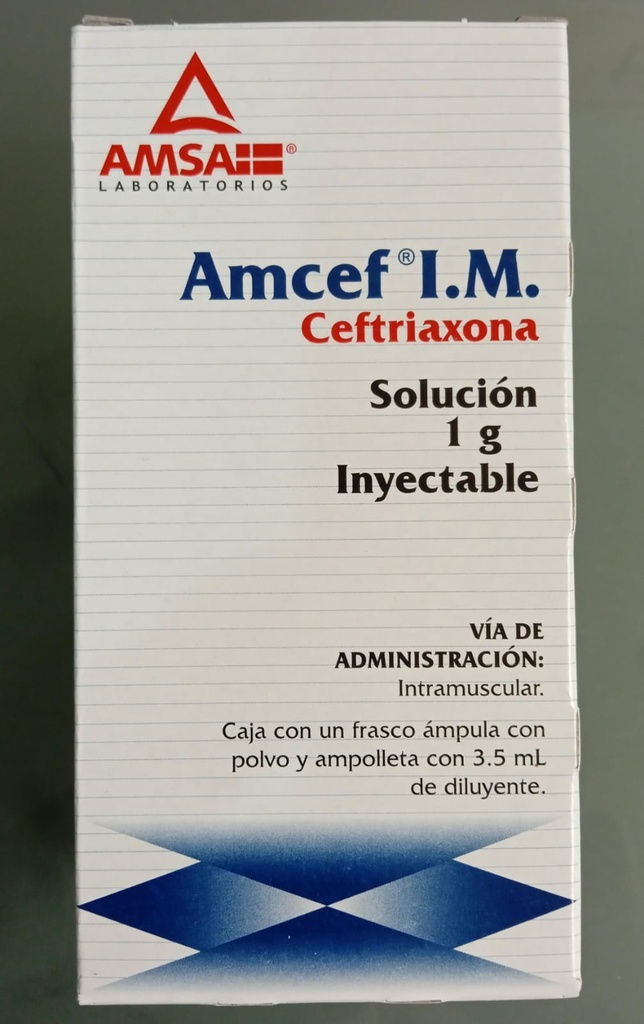 AMSA®
LABORATORIOS
Amcef® I.M.
Ceftriaxona
Solución
1 g
Inyectable
VÍA DE
ADMINISTRACIÓN:
Intramuscular.
Caja con un frasco ámpula con
polvo y ampolleta con 3.5 mL
de diluyente.